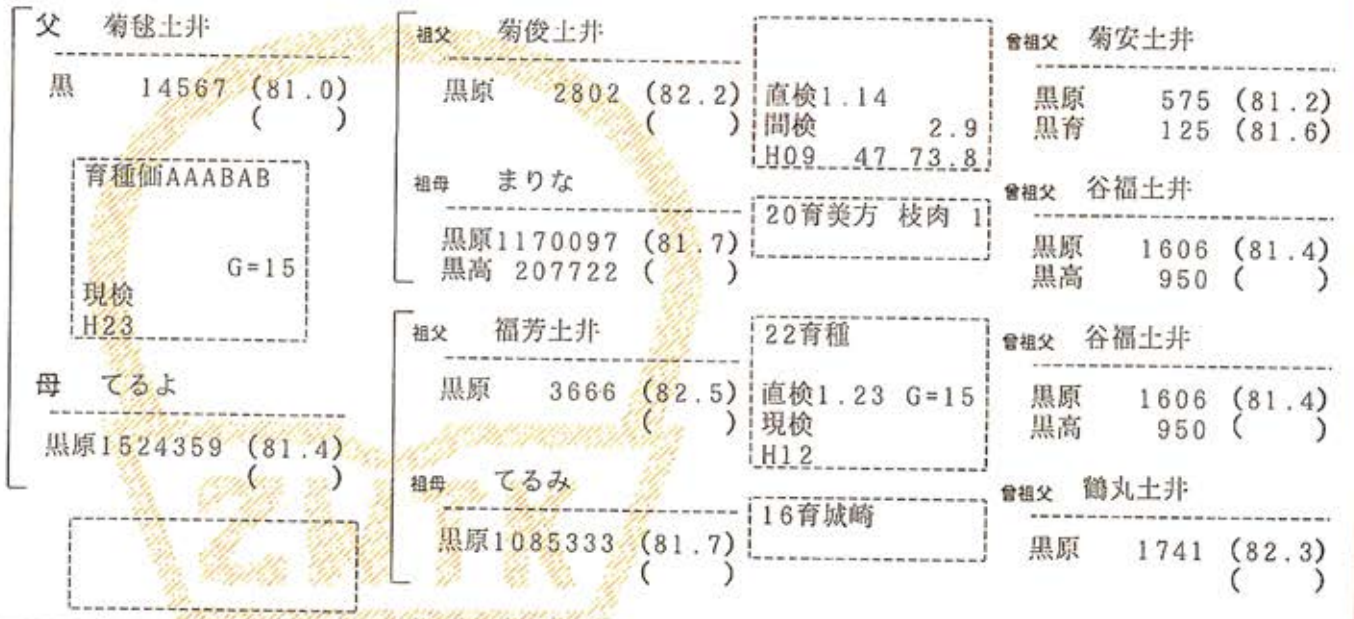 父 菊毬土井
黒 14567 (81.0)
( )
育種価AAABAB
G=15
現検
H23
母 てるよ
黒原1524359 (81.4)
( )
祖父 菊俊土井
黒原 2802 (82.2)
( )
直検1.14
間検 2.9
H09 47 73.8
祖母 まりな
黒原1170097 (81.7)
黒高 207722 ( )
20育美方 枝肉 1
祖父 福芳土井
黒原 3666 (82.5)
( )
22育種
直検1.23 G=15
現検
H12
祖母 てるみ
黒原1085333 (81.7)
( )
16育城崎
曾祖父 菊安土井
黒原 575 (81.2)
黒育 125 (81.6)
曾祖父 谷福土井
黒原 1606 (81.4)
黒高 950 ( )
曾祖父 谷福土井
黒原 1606 (81.4)
黒高 950 ( )
曾祖父 鶴丸土井
黒原 1741 (82.3)
( )